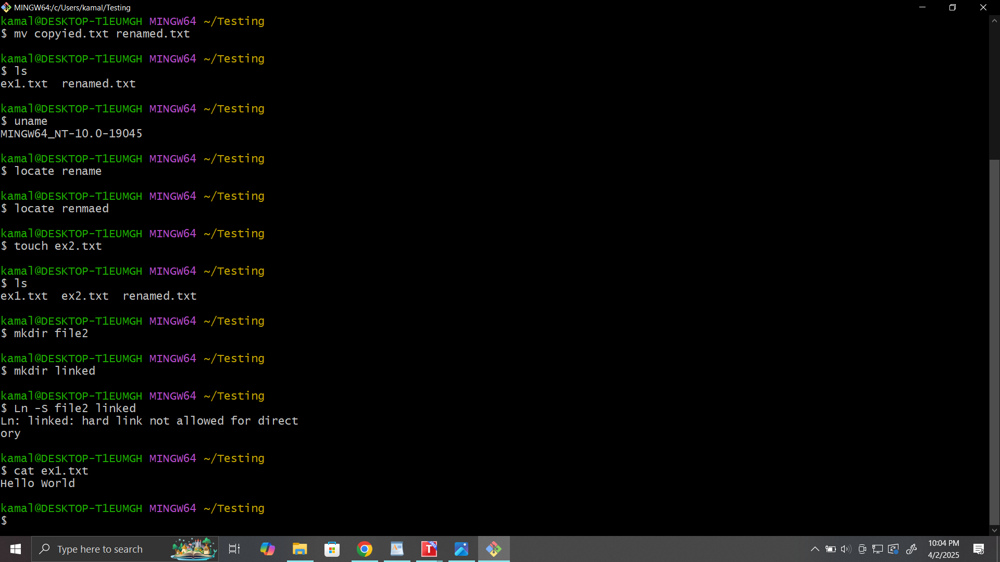 MINGW64:/c/Users/kamal/Testing
kamal@DESKTOP-T1EUMGH MINGW64 ~/Testing
$ mv copyied.txt renamed.txt
kamal@DESKTOP-T1EUMGH MINGW64 ~/Testing
$ ls
ex1.txt  renamed.txt
kamal@DESKTOP-T1EUMGH MINGW64 ~/Testing
$ uname
MINGW64_NT-10.0-19045
kamal@DESKTOP-T1EUMGH MINGW64 ~/Testing
$ locate rename
kamal@DESKTOP-T1EUMGH MINGW64 ~/Testing
$ locate renmaed
kamal@DESKTOP-T1EUMGH MINGW64 ~/Testing
$ touch ex2.txt
kamal@DESKTOP-T1EUMGH MINGW64 ~/Testing
$ ls
ex1.txt  ex2.txt  renamed.txt
kamal@DESKTOP-T1EUMGH MINGW64 ~/Testing
$ mkdir file2
kamal@DESKTOP-T1EUMGH MINGW64 ~/Testing
$ mkdir linked
kamal@DESKTOP-T1EUMGH MINGW64 ~/Testing
$ Ln -S file2 linked
Ln: linked: hard link not allowed for direct
ory
kamal@DESKTOP-T1EUMGH MINGW64 ~/Testing
$ cat ex1.txt
Hello World
kamal@DESKTOP-T1EUMGH MINGW64 ~/Testing
$
Type here to search
T
10:04 PM
4/2/2025